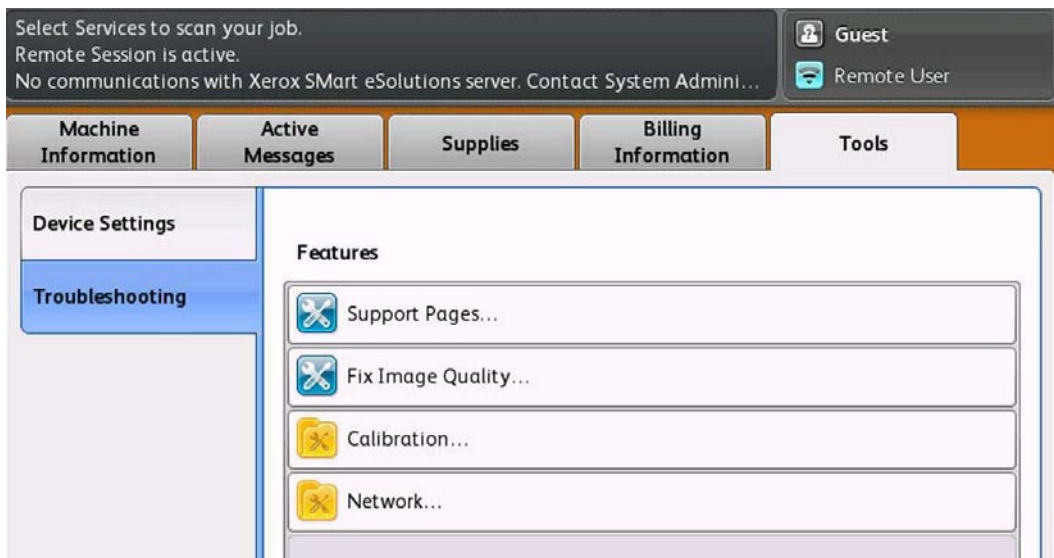 Select Services to scan your job.
Remote Session is active.
No communications with Xerox SMart eSolutions server. Contact System Admini...
Guest
Remote User
Machine
Information
Active
Messages
Supplies
Billing
Information
Tools
Device Settings
Troubleshooting
Features
Support Pages...
Fix Image Quality...
Calibration...
Network...